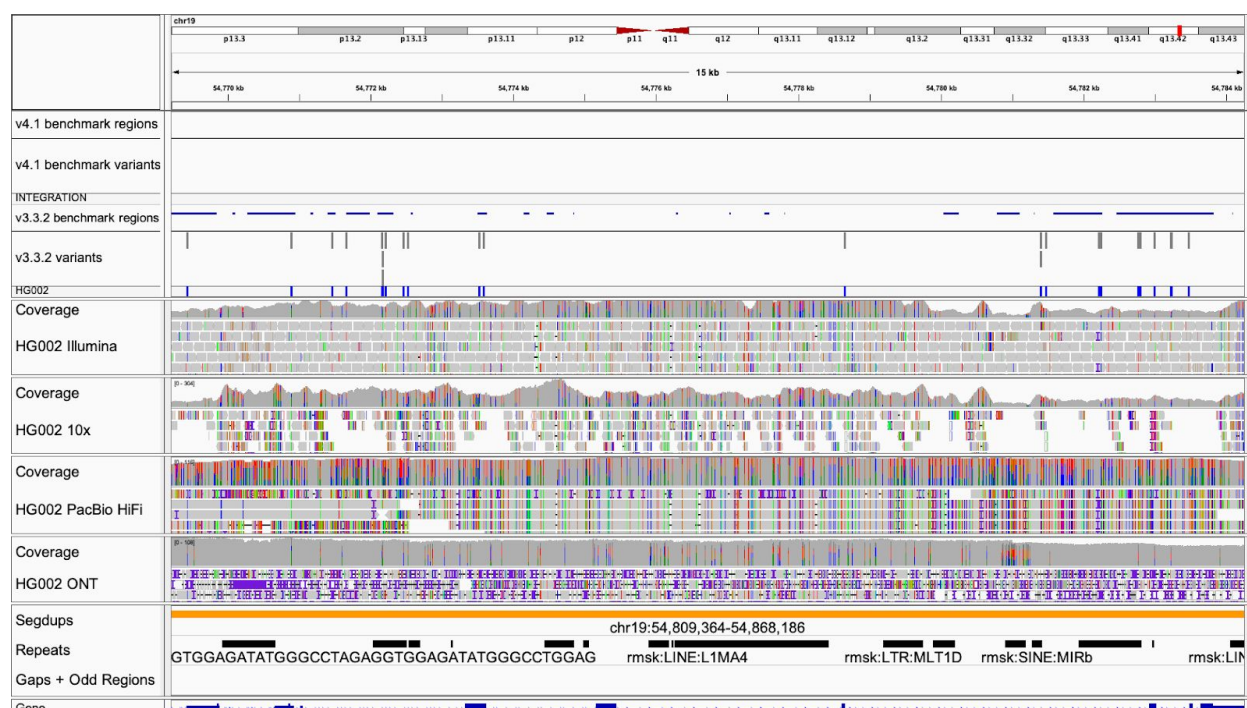 chr19
p13.3 p13.2 p13.13 p13.11 p12 p11 q11 q12 q13.11 q13.12 q13.2 q13.31 q13.32 q13.33 q13.41 q13.42 q13.43
15 kb
54,770 kb 54,772 kb 54,774 kb 54,776 kb 54,778 kb 54,780 kb 54,782 kb 54,784 kb
v4.1 benchmark regions
v4.1 benchmark variants
INTEGRATION
v3.3.2 benchmark regions
v3.3.2 variants
HG002
Coverage
HG002 Illumina
[0 - 304]
Coverage
HG002 10x
Coverage
HG002 PacBio HiFi
Coverage
HG002 ONT
Segdups
chr19:54,809,364-54,868,186
Repeats
GTGGAGATATGGGCCTAGAGGTGGAGATATGGGCCTGGAG rmsk:LINE:L1MA4 rmsk:LTR:MLT1D rmsk:SINE:MIRb rmsk:LIN
Gaps + Odd Regions